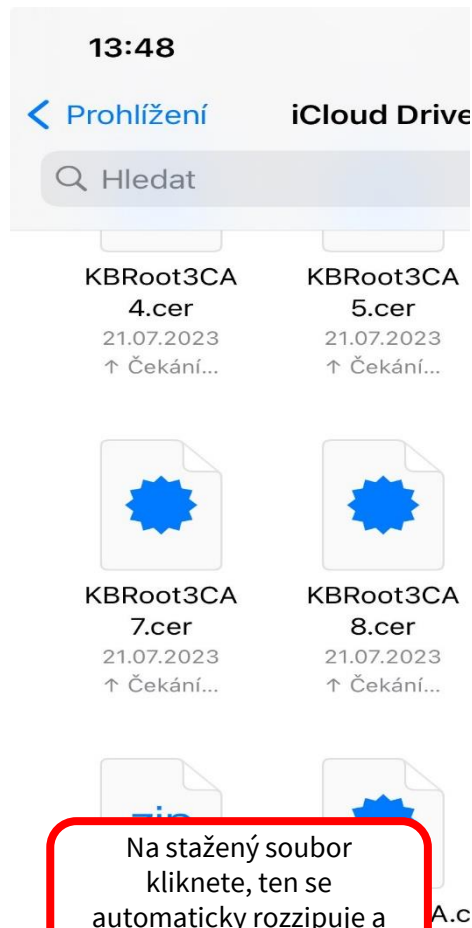 13:48
Prohlížení iCloud Drive
Hledat
KBRoot3CA KBRoot3CA
4.cer 5.cer
21.07.2023 21.07.2023
↑ Čekání... ↑ Čekání...
KBRoot3CA KBRoot3CA
7.cer 8.cer
21.07.2023 21.07.2023
↑ Čekání... ↑ Čekání...
zip
Na stažený soubor
kliknete, ten se
automaticky rozzipuje a
A.c